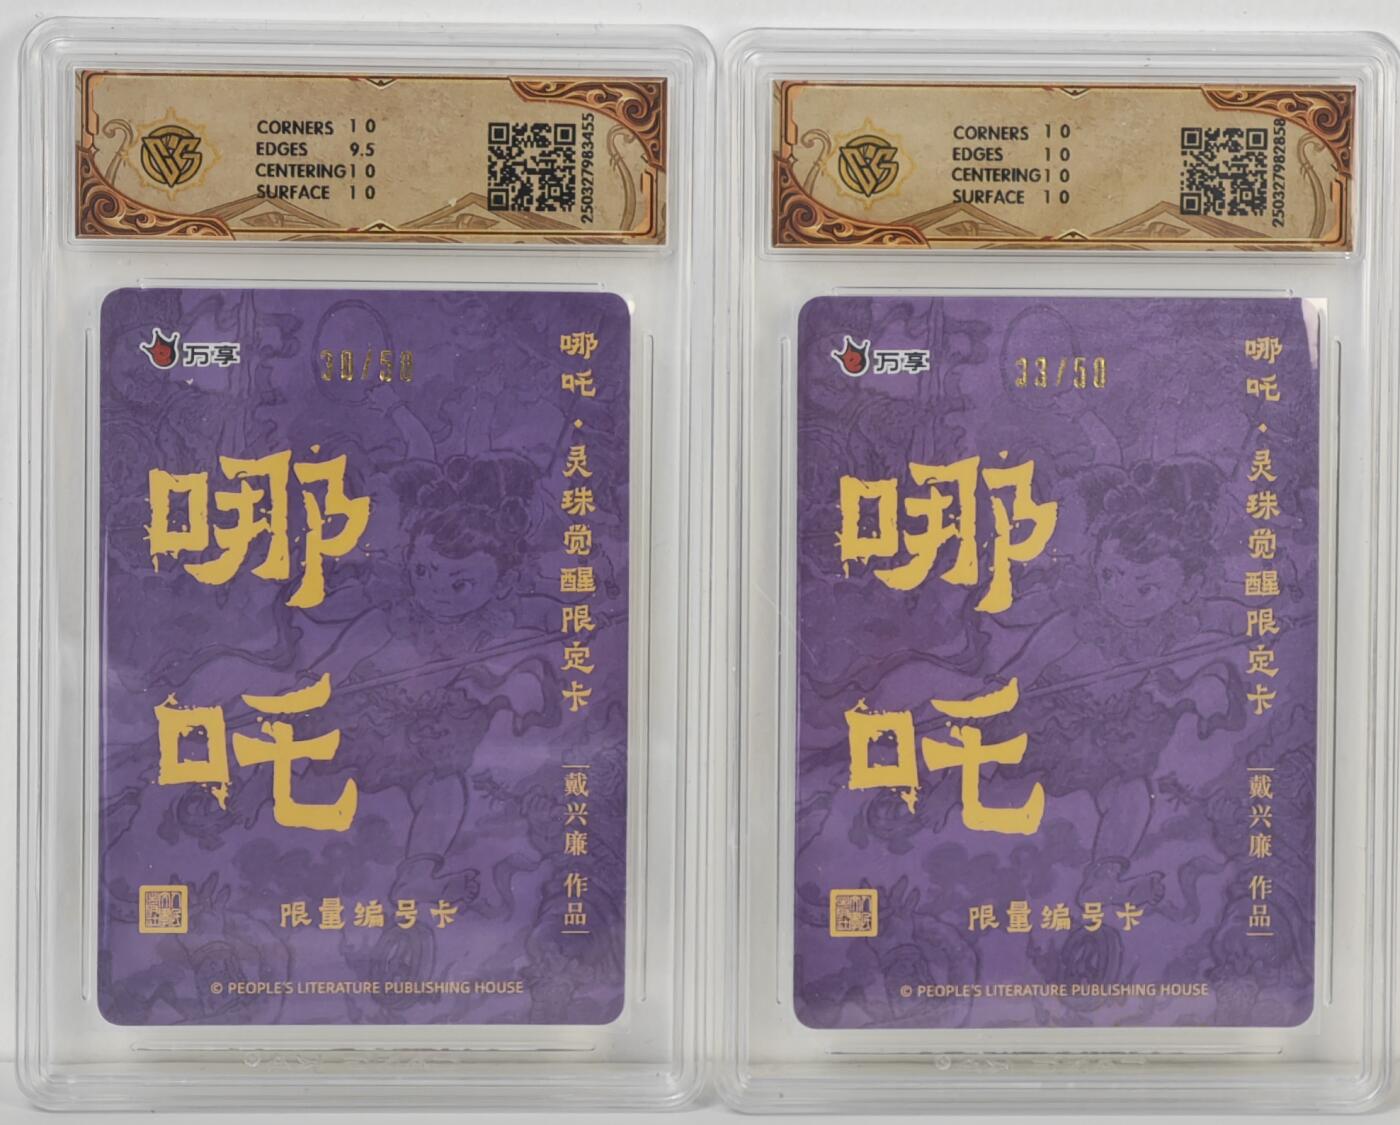 CORNERS 10
EDGES 9.5
CENTERING 10
SURFACE 10
2503279983455
万享
30/50
哪吒
哪吒·灵珠觉醒限定卡
戴兴廉 作品
限量编号卡
© PEOPLE'S LITERATURE PUBLISHING HOUSE
CORNERS 10
EDGES 10
CENTERING 10
SURFACE 10
2503279982858
万享
33/50
哪吒
哪吒·灵珠觉醒限定卡
戴兴廉 作品
限量编号卡
© PEOPLE'S LITERATURE PUBLISHING HOUSE